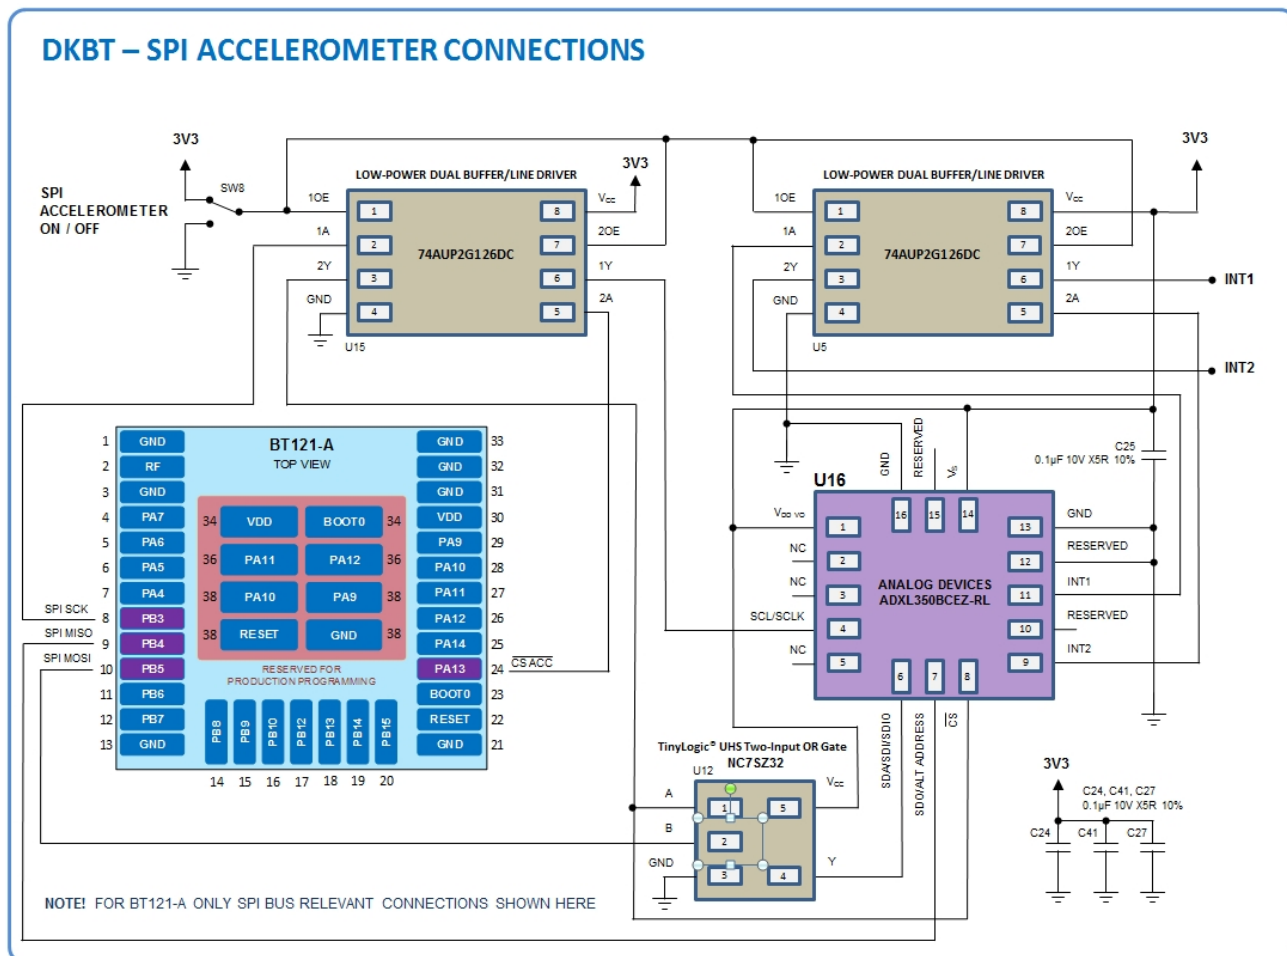 DKBT – SPI ACCELEROMETER CONNECTIONS
3V3
SPI
ACCELEROMETER
ON / OFF
SW8
LOW-POWER DUAL BUFFER/LINE DRIVER
3V3
1OE
1
8
VCC
1A
2
74AUP2G126DC
7
2OE
2Y
3
6
1Y
GND
4
5
2A
U15
LOW-POWER DUAL BUFFER/LINE DRIVER
3V3
1OE
1
8
VCC
1A
2
74AUP2G126DC
7
2OE
2Y
3
6
1Y
INT1
GND
4
5
2A
U5
INT2
BT121-A
TOP VIEW
1 GND
2 RF
3 GND
4 PA7
5 PA6
6 PA5
7 PA4
SPI SCK
8 PB3
SPI MISO
9 PB4
SPI MOSI
10 PB5
11 PB6
12 PB7
13 GND
34 VDD BOOT0 34
36 PA11 PA12 36
38 PA10 PA9 38
38 RESET GND 38
RESERVED FOR
PRODUCTION PROGRAMMING
PB8 PB9 PB10 PB12 PB13 PB14 PB15
14 15 16 17 18 19 20
GND 33
GND 32
GND 31
VDD 30
PA9 29
PA10 28
PA11 27
PA12 26
PA14 25
PA13 24
CS ACC
BOOT0 23
RESET 22
GND 21
C25
0.1µF 10V X5R 10%
U16
GND
RESERVED
VS
16 15 14
VCC I/O
1
13
GND
NC
2
12
RESERVED
NC
3
ANALOG DEVICES
ADXL350BCEZ-RL
11
INT1
SCL/SCLK
4
10
RESERVED
NC
5
9
INT2
6 7 8
SDA/SDI/SDIO
SDO/ALT ADDRESS
CS
TinyLogic® UHS Two-Input OR Gate
NC7SZ32
U12
A
1
5
VCC
B
2
GND
3
4
Y
3V3
C24, C41, C27
0.1µF 10V X5R 10%
C24 C41 C27
NOTE! FOR BT121-A ONLY SPI BUS RELEVANT CONNECTIONS SHOWN HERE